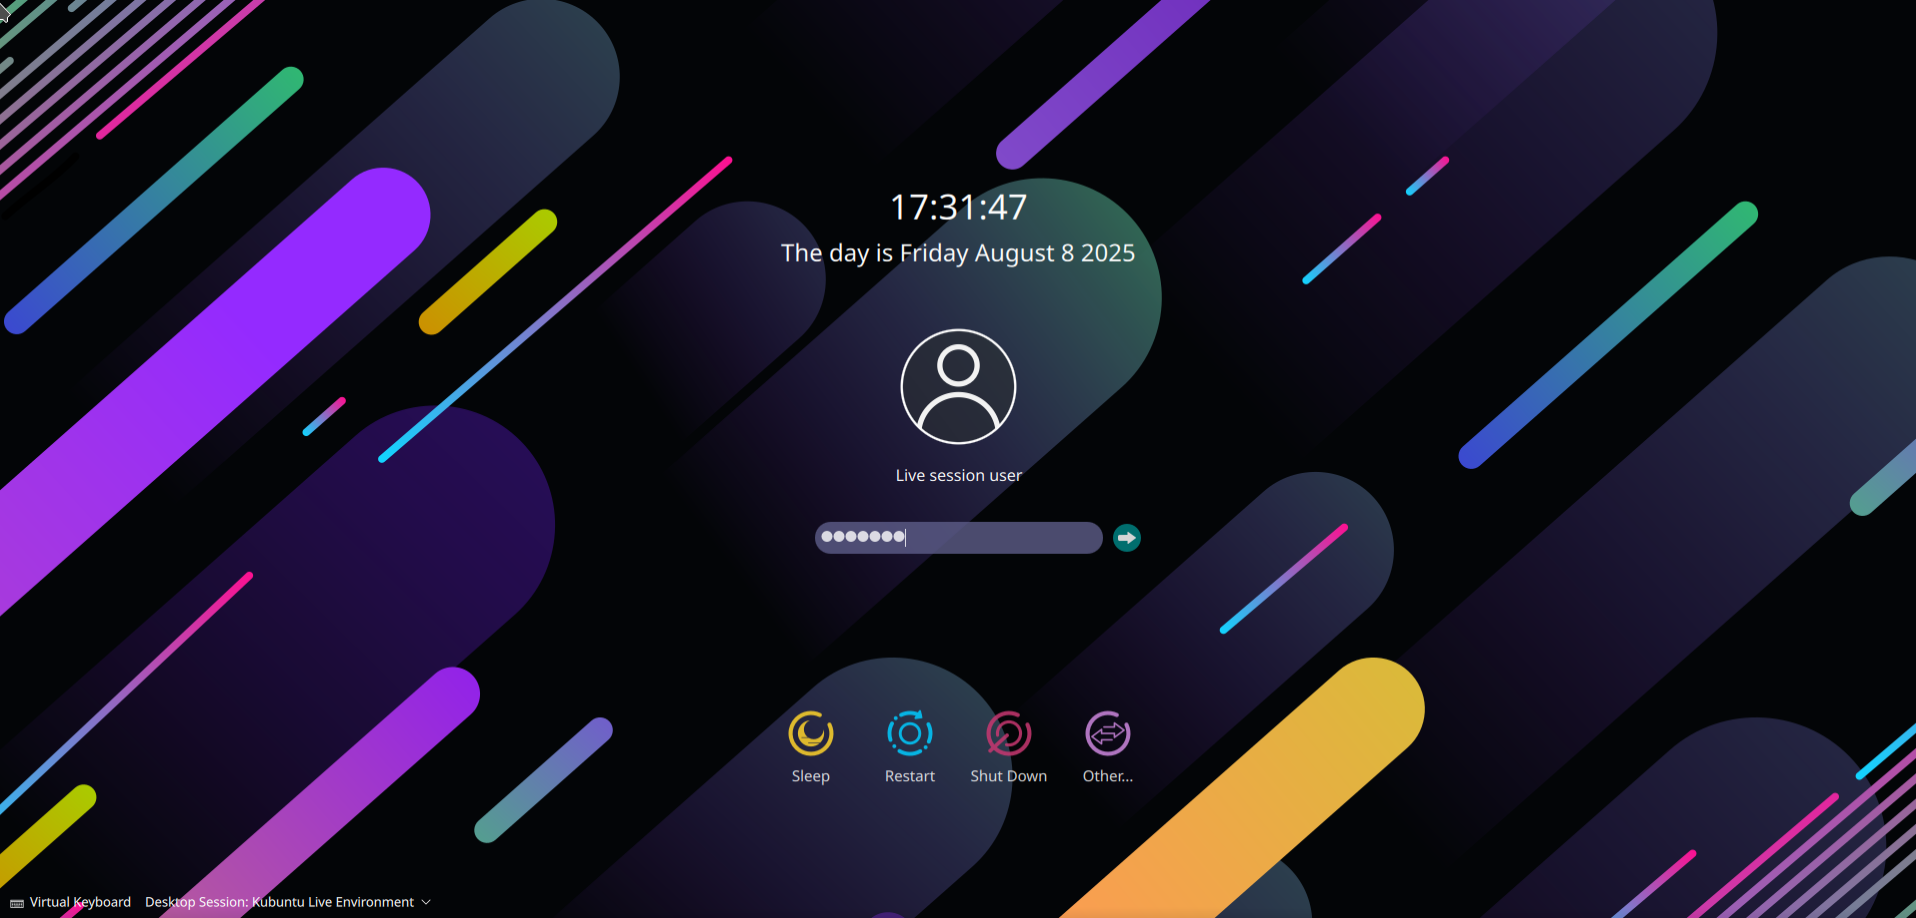 17:31:47
The day is Friday August 8 2025
Live session user
Sleep
Restart
Shut Down
Other...
Virtual Keyboard
Desktop Session: Kubuntu Live Environment